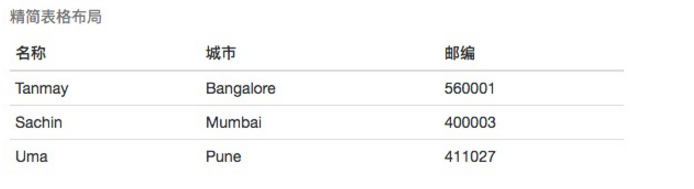 精简表格布局
名称 城市 邮编
Tanmay Bangalore 560001
Sachin Mumbai 400003
Uma Pune 411027